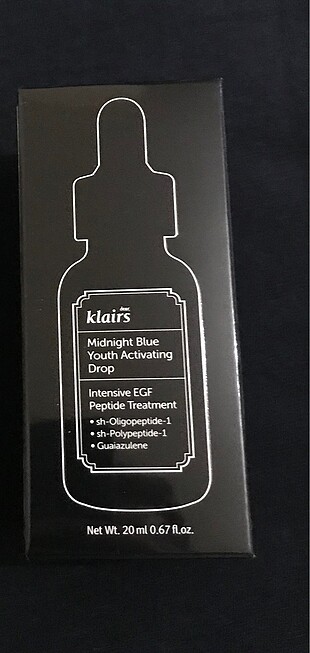 dear,
klairs
Midnight Blue
Youth Activating
Drop
Intensive EGF
Peptide Treatment
• sh-Oligopeptide-1
• sh-Polypeptide-1
• Guaiazulene
Net Wt. 20 ml 0.67 fl.oz.